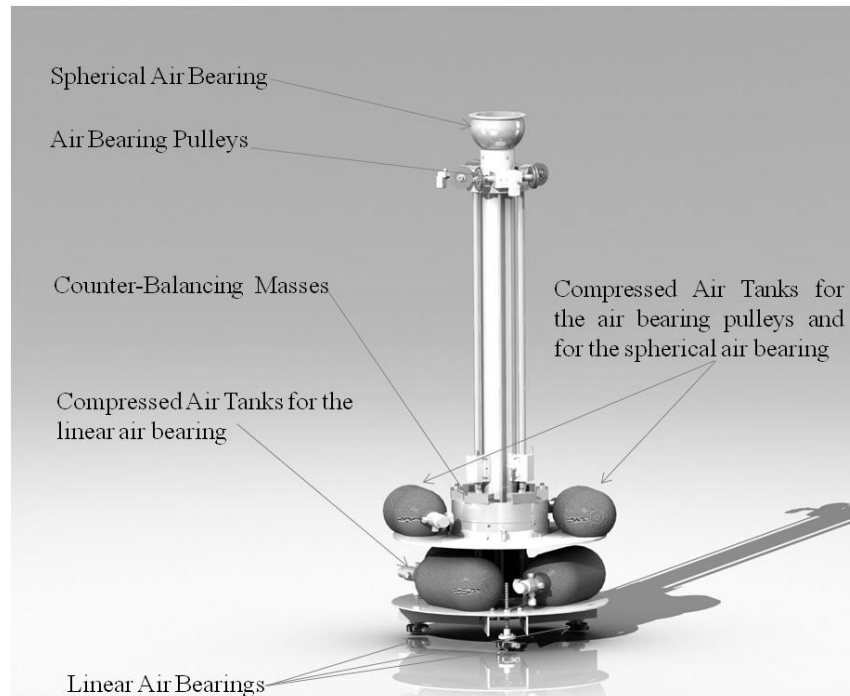 Spherical Air Bearing
Air Bearing Pulleys
Counter-Balancing Masses
Compressed Air Tanks for
the air bearing pulleys and
for the spherical air bearing
Compressed Air Tanks for the
linear air bearing
Linear Air Bearings